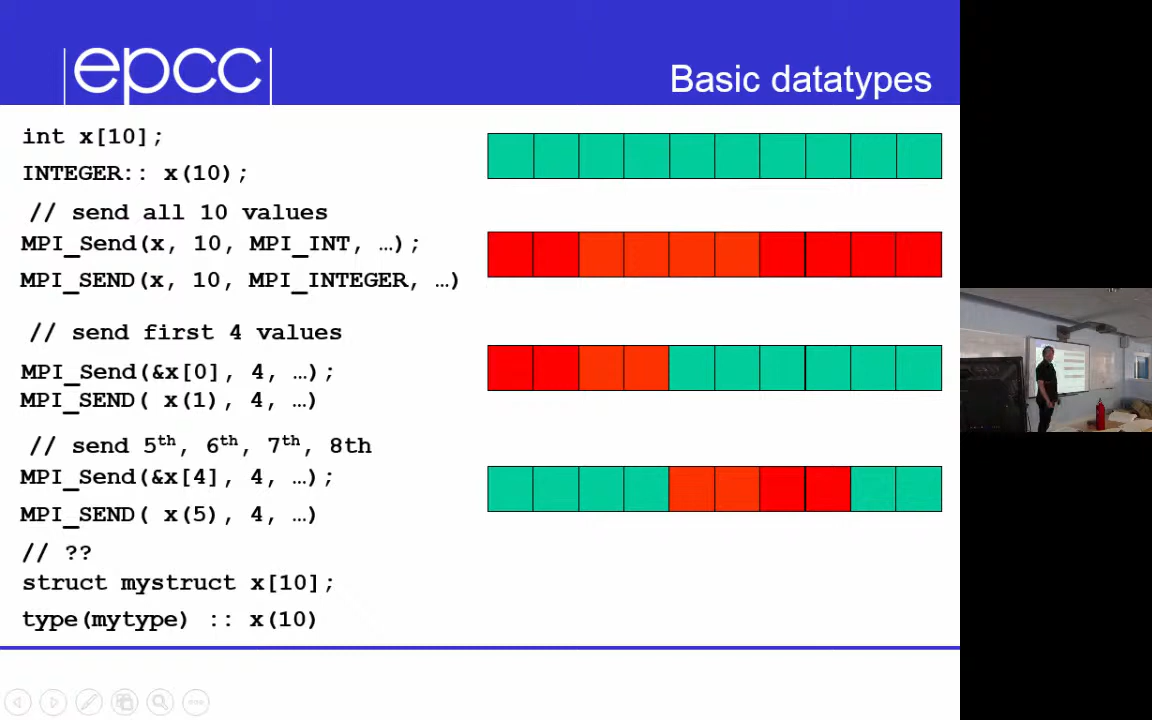 epcc
Basic datatypes
int x[10];
INTEGER:: x(10);
// send all 10 values
MPI_Send(x, 10, MPI_INT, …);
MPI_SEND(x, 10, MPI_INTEGER, …)
// send first 4 values
MPI_Send(&x[0], 4, …);
MPI_SEND( x(1), 4, …)
// send 5th, 6th, 7th, 8th
MPI_Send(&x[4], 4, …);
MPI_SEND( x(5), 4, …)
// ??
struct mystruct x[10];
type(mytype) :: x(10)